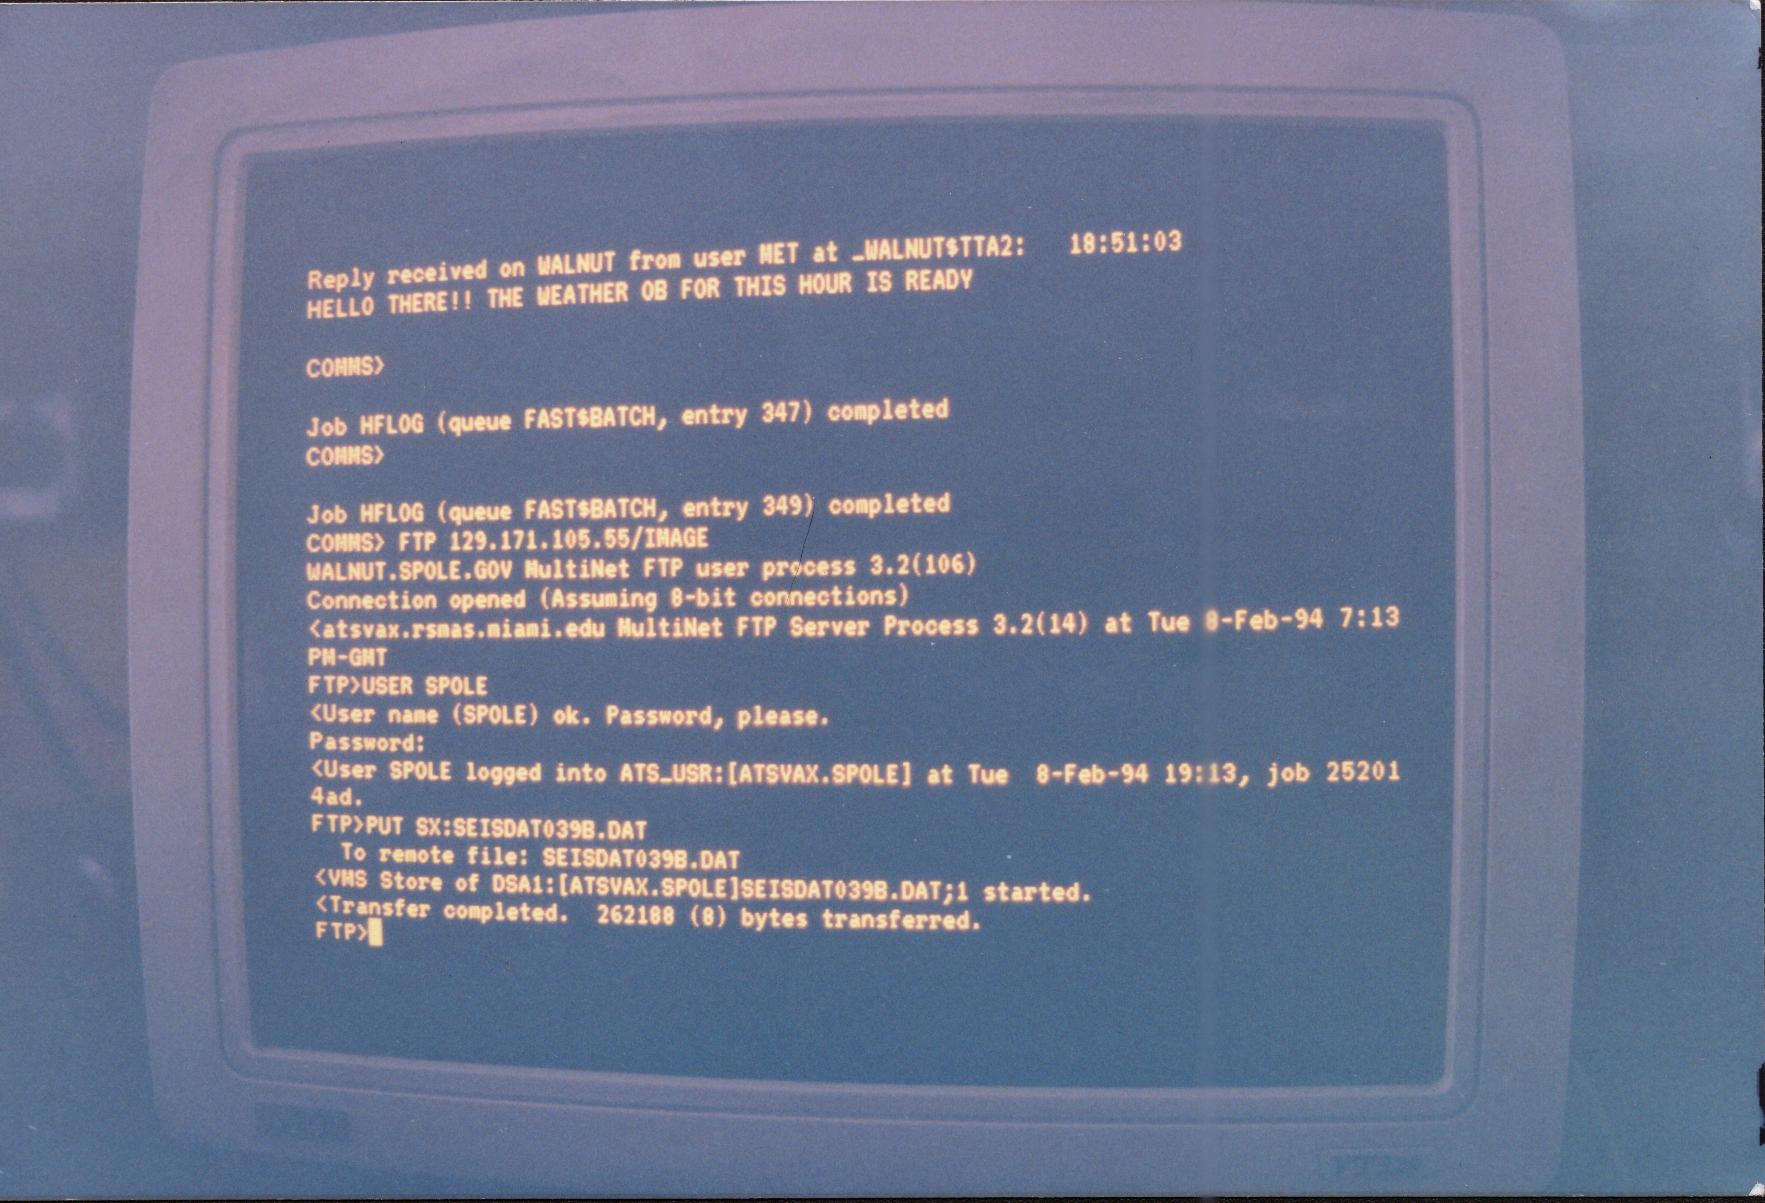 Reply received on WALNUT from user MET at _WALNUT$TTA2:   18:51:03
HELLO THERE!! THE WEATHER OB FOR THIS HOUR IS READY
COMMS>
Job HFLOG (queue FAST$BATCH, entry 347) completed
COMMS>
Job HFLOG (queue FAST$BATCH, entry 349) completed
COMMS> FTP 129.171.105.55/IMAGE
WALNUT.SPOLE.GOV MultiNet FTP user process 3.2(106)
Connection opened (Assuming 8-bit connections)
<atsvax.rsmas.miami.edu MultiNet FTP Server Process 3.2(14) at Tue 8-Feb-94 7:13
PM-GMT
FTP>USER SPOLE
<User name (SPOLE) ok. Password, please.
Password:
<User SPOLE logged into ATS_USR:[ATSVAX.SPOLE] at Tue  8-Feb-94 19:13, job 25201
4ad.
FTP>PUT SX:SEISDAT039B.DAT
  To remote file: SEISDAT039B.DAT
<VMS Store of DSA1:[ATSVAX.SPOLE]SEISDAT039B.DAT;1 started.
<Transfer completed.  262188 (8) bytes transferred.
FTP>